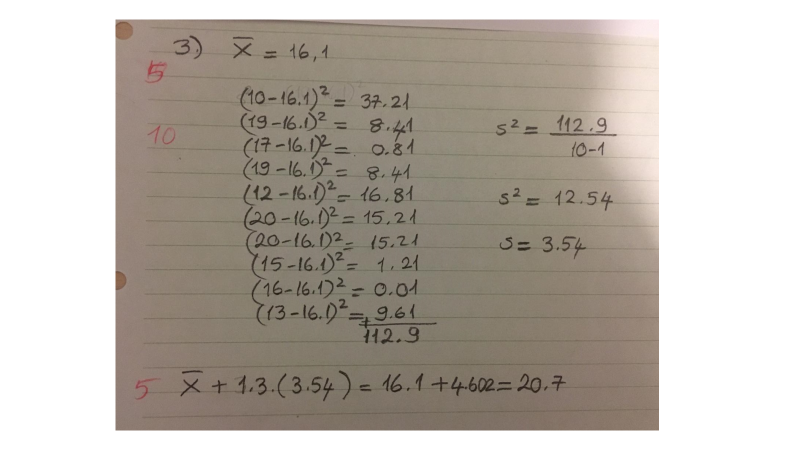 3.) x̄ = 16,1
5
(10-16.1)² = 37.21
(19-16.1)² = 8.41
s² = 112.9 / 10-1
10
(17-16.1)² = 0.81
(19-16.1)² = 8.41
(12-16.1)² = 16.81
s² = 12.54
(20-16.1)² = 15.21
(20-16.1)² = 15.21
s = 3.54
(15-16.1)² = 1.21
(16-16.1)² = 0.01
(13-16.1)² = 9.61
+
112.9
5
x̄ + 1.3.(3.54) = 16.1 + 4.602 = 20.7